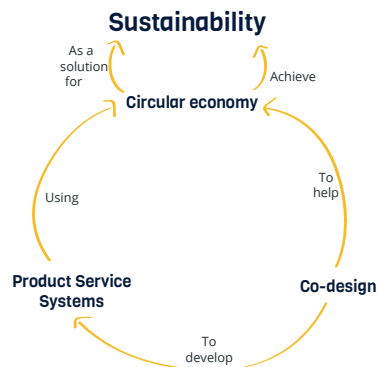 Sustainability
As a
solution
for
Achieve
Circular economy
To
help
Using
Product Service
Systems
Co-design
To
develop